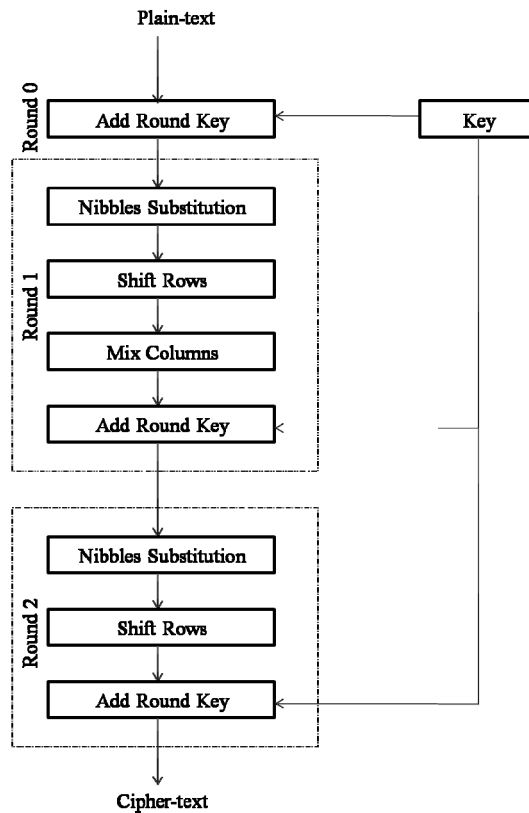 Plain-text
Round 0
Add Round Key
Key
Round 1
Nibbles Substitution
Shift Rows
Mix Columns
Add Round Key
Round 2
Nibbles Substitution
Shift Rows
Add Round Key
Cipher-text